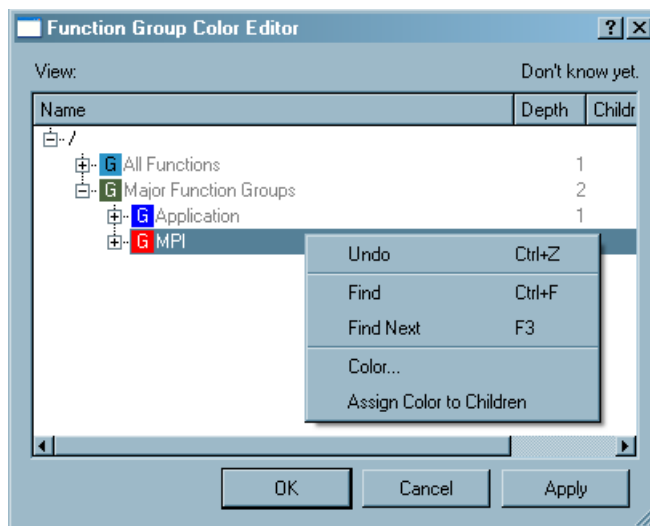 Function Group Color Editor
View: Don't know yet.
Name Depth Childr
/
G All Functions 1
G Major Function Groups 2
G Application 1
G MPI
Undo Ctrl+Z
Find Ctrl+F
Find Next F3
Color...
Assign Color to Children
OK Cancel Apply